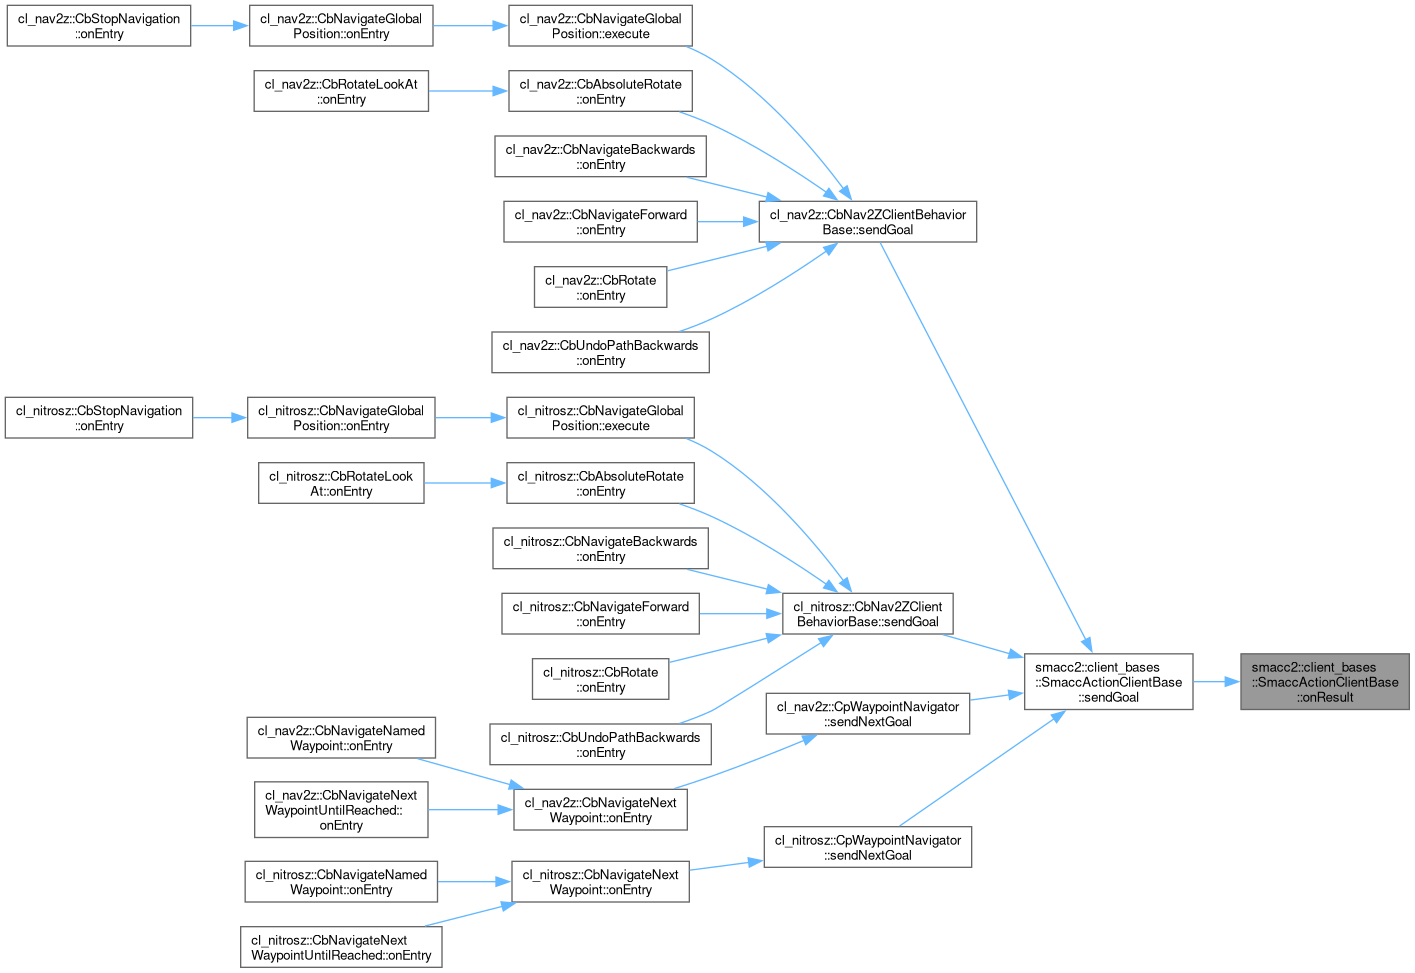 cl_nav2z::CbStopNavigation
::onEntry
cl_nav2z::CbNavigateGlobal
Position::onEntry
cl_nav2z::CbNavigateGlobal
Position::execute
cl_nav2z::CbRotateLookAt
::onEntry
cl_nav2z::CbAbsoluteRotate
::onEntry
cl_nav2z::CbNavigateBackwards
::onEntry
cl_nav2z::CbNavigateForward
::onEntry
cl_nav2z::CbNav2ZClientBehavior
Base::sendGoal
cl_nav2z::CbRotate
::onEntry
cl_nav2z::CbUndoPathBackwards
::onEntry
cl_nitrosz::CbStopNavigation
::onEntry
cl_nitrosz::CbNavigateGlobal
Position::onEntry
cl_nitrosz::CbNavigateGlobal
Position::execute
cl_nitrosz::CbRotateLook
At::onEntry
cl_nitrosz::CbAbsoluteRotate
::onEntry
cl_nitrosz::CbNavigateBackwards
::onEntry
cl_nitrosz::CbNavigateForward
::onEntry
cl_nitrosz::CbNav2ZClient
BehaviorBase::sendGoal
cl_nitrosz::CbRotate
::onEntry
smacc2::client_bases
::SmaccActionClientBase
::sendGoal
smacc2::client_bases
::SmaccActionClientBase
::onResult
cl_nav2z::CpWaypointNavigator
::sendNextGoal
cl_nitrosz::CbUndoPathBackwards
::onEntry
cl_nav2z::CbNavigateNamed
Waypoint::onEntry
cl_nav2z::CbNavigateNext
WaypointUntilReached::
onEntry
cl_nav2z::CbNavigateNext
Waypoint::onEntry
cl_nitrosz::CpWaypointNavigator
::sendNextGoal
cl_nitrosz::CbNavigateNamed
Waypoint::onEntry
cl_nitrosz::CbNavigateNext
Waypoint::onEntry
cl_nitrosz::CbNavigateNext
WaypointUntilReached::onEntry